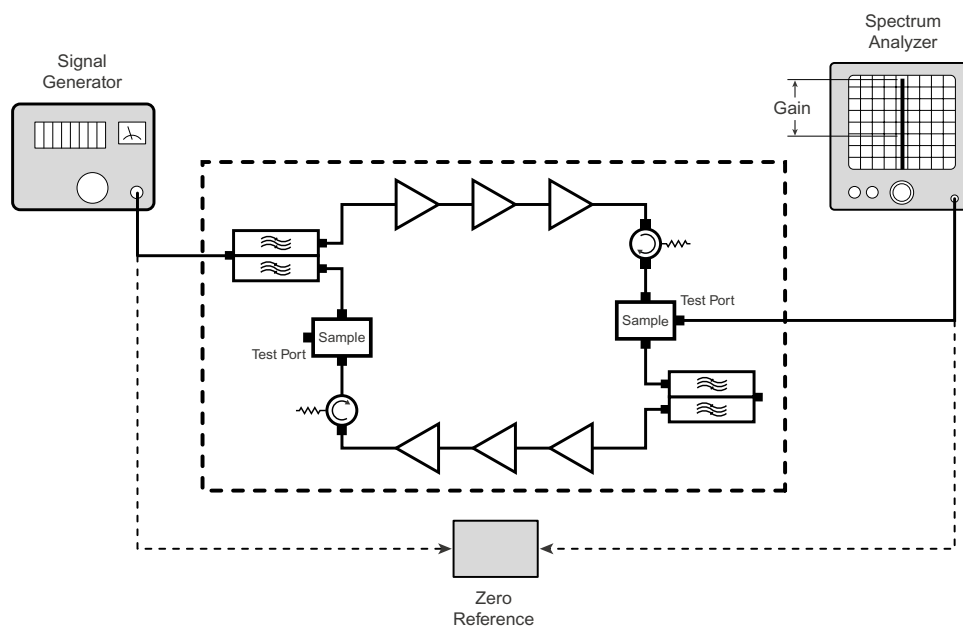 Signal
Generator
Spectrum
Analyzer
Gain
Sample
Test Port
Sample
Test Port
Zero
Reference